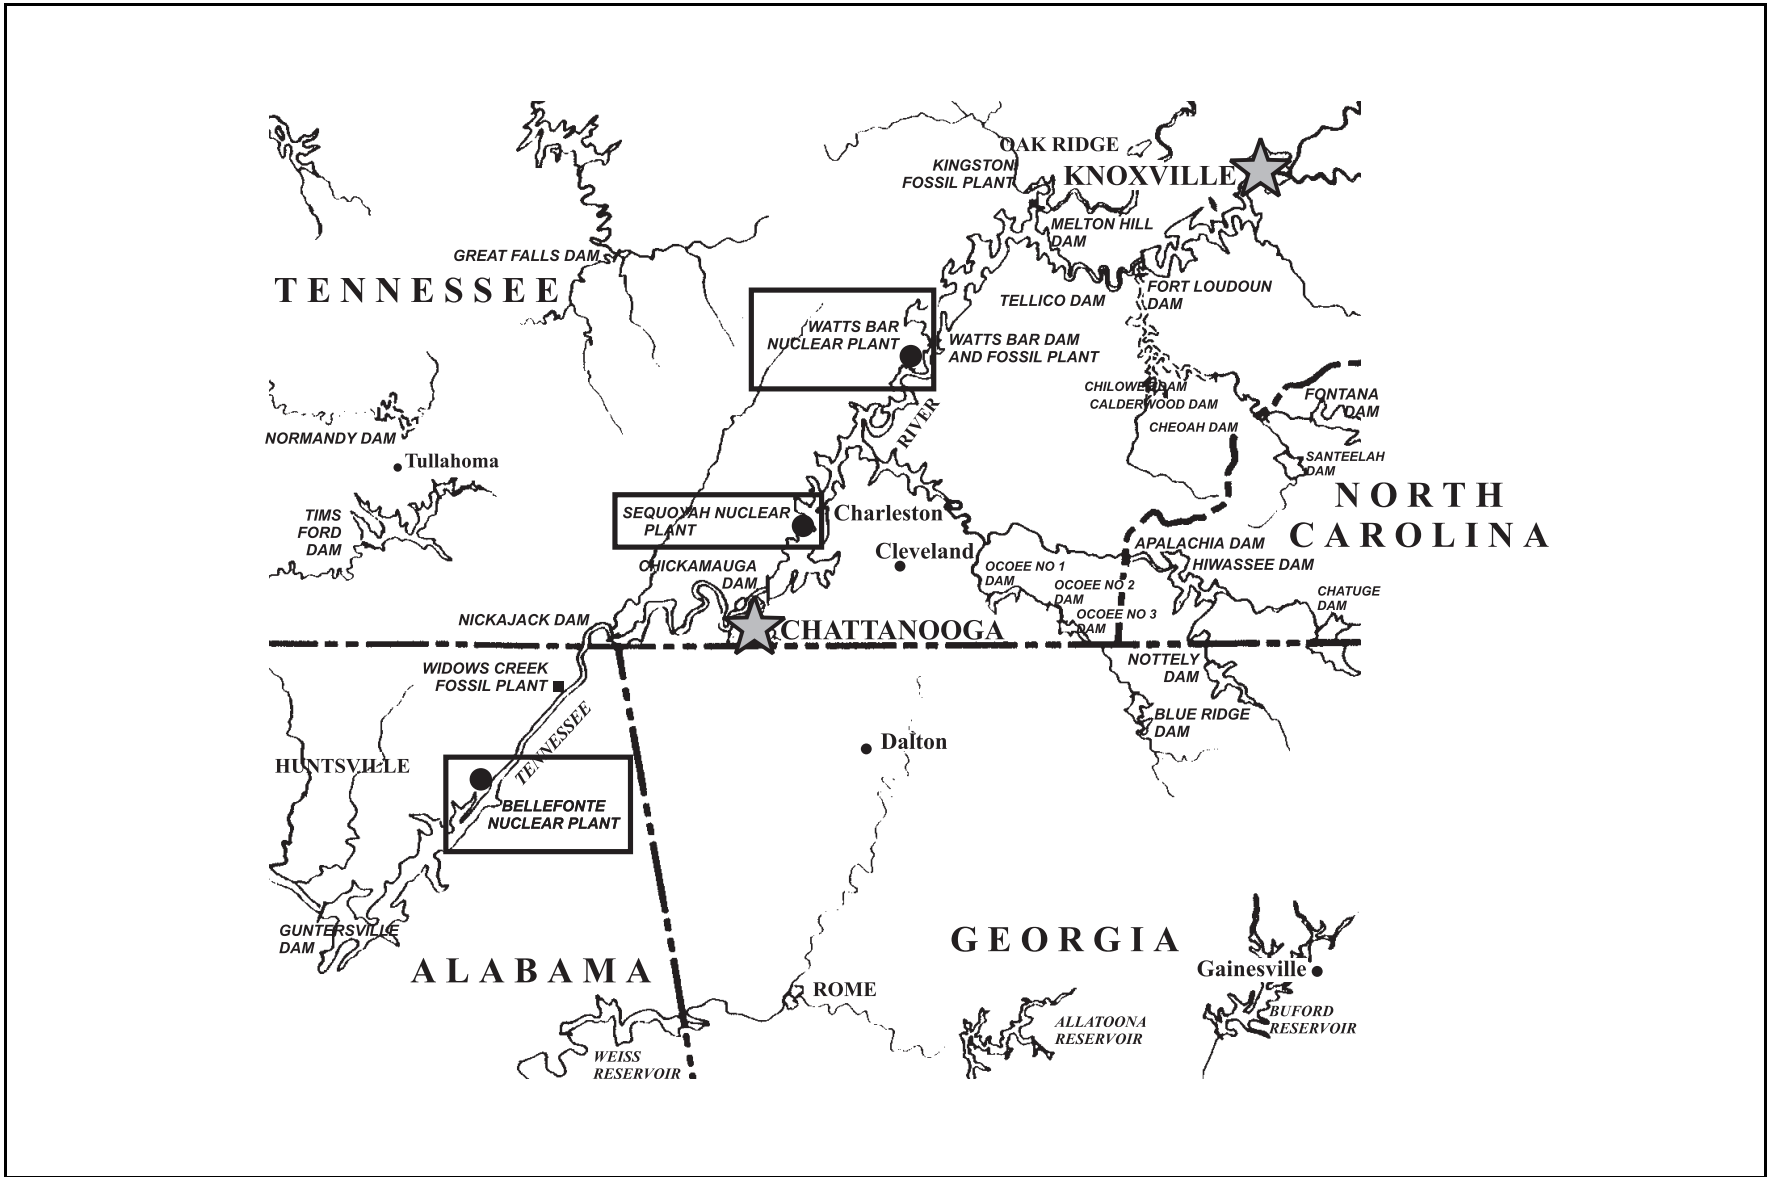 OAK RIDGE
KINGSTON
FOSSIL PLANT
KNOXVILLE
MELTON HILL
DAM
GREAT FALLS DAM
TENNESSEE
FORT LOUDOUN
DAM
TELLICO DAM
WATTS BAR
NUCLEAR PLANT
WATTS BAR DAM
AND FOSSIL PLANT
CHILOWEE DAM
CALDERWOOD DAM
FONTANA
DAM
CHEOAH DAM
RIVER
NORMANDY DAM
Tullahoma
SANTEELAH
DAM
NORTH
CAROLINA
TIMS
FORD
DAM
SEQUOYAH NUCLEAR
PLANT
Charleston
Cleveland
APALACHIA DAM
HIWASSEE DAM
CHICKAMAUGA
DAM
OCOEE NO 1
DAM
OCOEE NO 2
DAM
OCOEE NO 3
DAM
CHATUGE
DAM
NICKAJACK DAM
CHATTANOOGA
WIDOWS CREEK
FOSSIL PLANT
NOTTELY
DAM
BLUE RIDGE
DAM
TENNESSEE
Dalton
HUNTSVILLE
BELLEFONTE
NUCLEAR PLANT
GUNTERSVILLE
DAM
ALABAMA
GEORGIA
Gainesville
ROME
ALLATOONA
RESERVOIR
BUFORD
RESERVOIR
WEISS
RESERVOIR